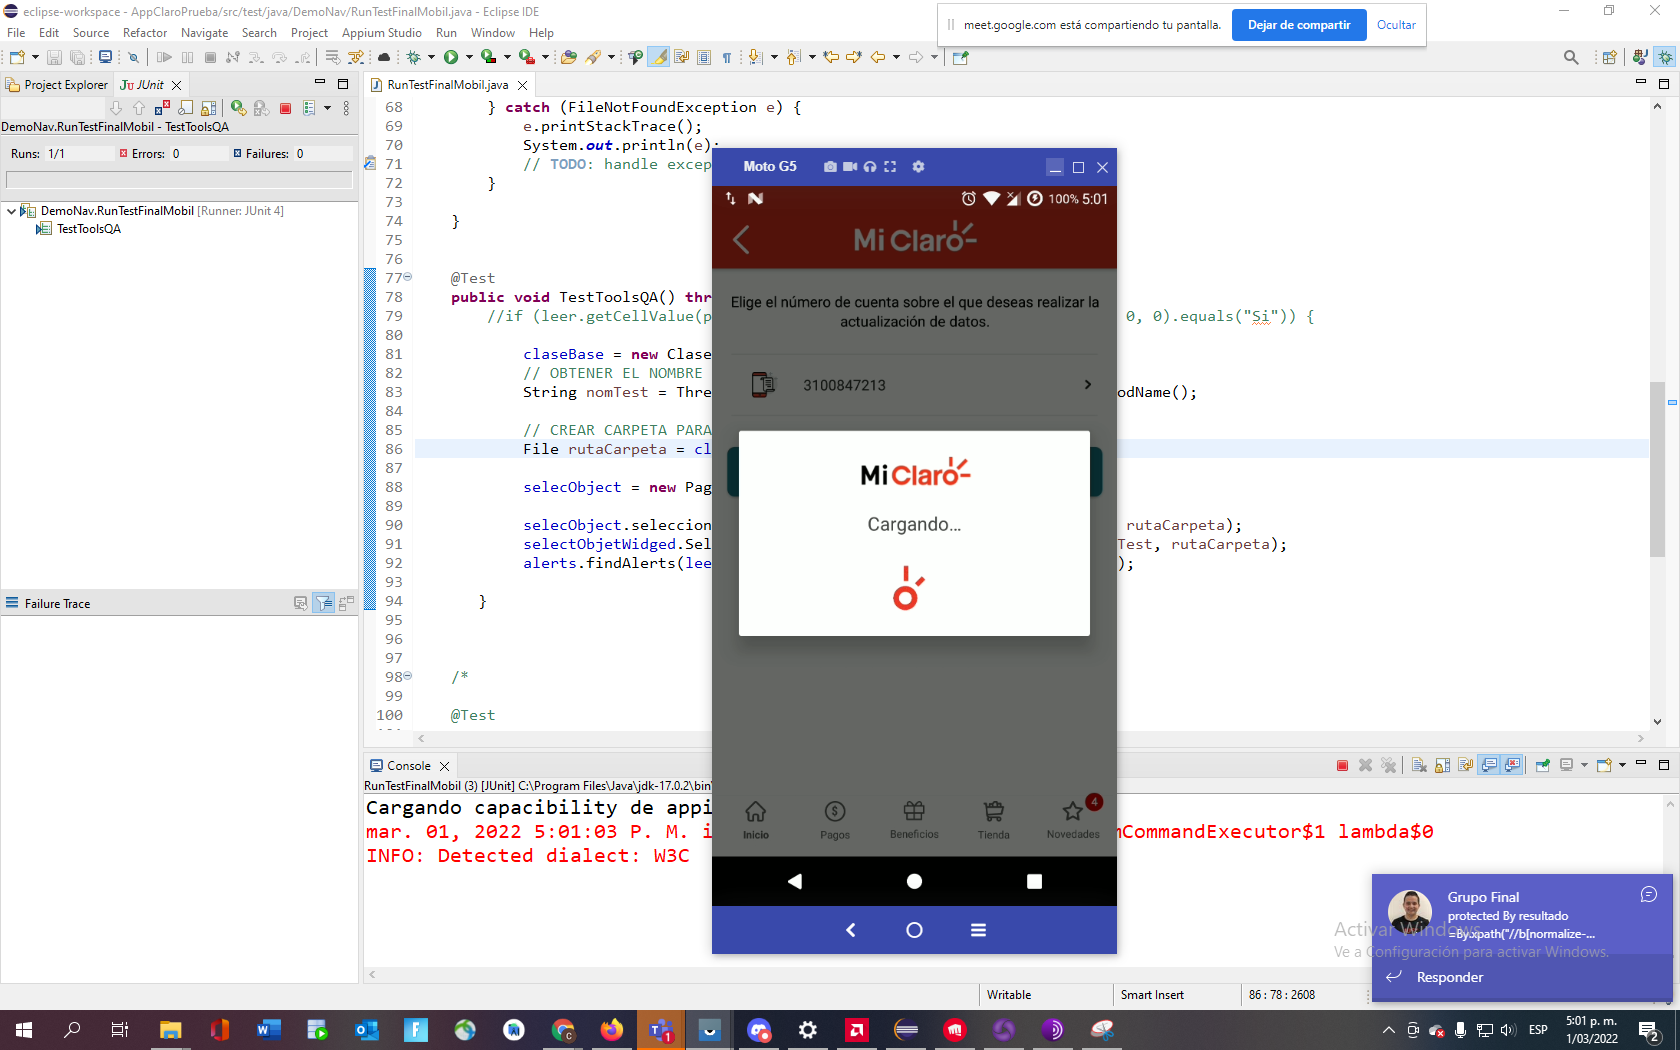 eclipse-workspace - AppClaroPrueba/src/test/java/DemoNav/RunTestFinalMobil.java - Eclipse IDE
meet.google.com está compartiendo tu pantalla.
Dejar de compartir
Ocultar
File Edit Source Refactor Navigate Search Project Appium Studio Run Window Help
Project Explorer
JUnit
RunTestFinalMobil.java
DemoNav.RunTestFinalMobil - TestToolsQA
Runs: 1/1
Errors: 0
Failures: 0
DemoNav.RunTestFinalMobil [Runner: JUnit 4]
TestToolsQA
Failure Trace
68 } catch (FileNotFoundException e) {
69 e.printStackTrace();
70 System.out.println(e);
71 // TODO: handle excep
72 }
73
74 }
75
76
77 @Test
78 public void TestToolsQA() thr
79 //if (leer.getCellValue(p 0, 0).equals("Si")) {
80
81 claseBase = new Clase
82 // OBTENER EL NOMBRE
83 String nomTest = Thre odName();
84
85 // CREAR CARPETA PARA
86 File rutaCarpeta = cl
87
88 selecObject = new Pag
89
90 selecObject.seleccion rutaCarpeta);
91 selectObjetWidged.Sel Test, rutaCarpeta);
92 alerts.findAlerts(lee );
93
94 }
95
96
97
98 /*
99
100 @Test
Moto G5
100% 5:01
Mi Claro
Elige el número de cuenta sobre el que deseas realizar la
actualización de datos.
3100847213
Mi Claro
Cargando...
Inicio
Pagos
Beneficios
Tienda
Novedades
4
Console
RunTestFinalMobil (3) [JUnit] C:\Program Files\Java\jdk-17.0.2\bin\
Cargando capacibility de appi
mar. 01, 2022 5:01:03 P. M. i mCommandExecutor$1 lambda$0
INFO: Detected dialect: W3C
Grupo Final
protected By resultado
=By.xpath("//b[normalize-...
Responder
Activar Windows
Ve a Configuración para activar Windows.
Writable
Smart Insert
86 : 78 : 2608
ESP
5:01 p. m.
1/03/2022
2